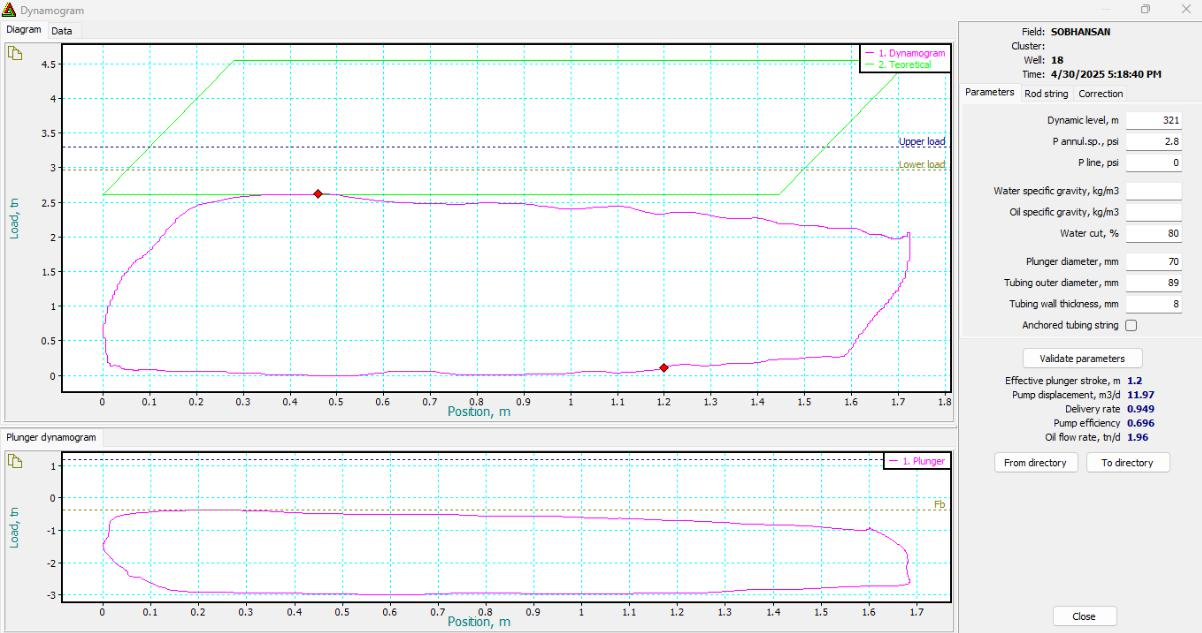 Dynamogram
Diagram Data
1. Dynamogram
2. Teoretical
4.5
4
3.5
3
2.5
2
1.5
1
0.5
0
Load, tn
Upper load
Lower load
0 0.1 0.2 0.3 0.4 0.5 0.6 0.7 0.8 0.9 1 1.1 1.2 1.3 1.4 1.5 1.6 1.7 1.8
Position, m
Plunger dynamogram
1. Plunger
1
0
-1
-2
-3
Load, tn
Fb
0 0.1 0.2 0.3 0.4 0.5 0.6 0.7 0.8 0.9 1 1.1 1.2 1.3 1.4 1.5 1.6 1.7
Position, m
Field: SOBHANSAN
Cluster:
Well: 18
Time: 4/30/2025 5:18:40 PM
Parameters Rod string Correction
Dynamic level, m 321
P annul.sp., psi 2.8
P line, psi 0
Water specific gravity, kg/m3
Oil specific gravity, kg/m3
Water cut, % 80
Plunger diameter, mm 70
Tubing outer diameter, mm 89
Tubing wall thickness, mm 8
Anchored tubing string
Validate parameters
Effective plunger stroke, m 1.2
Pump displacement, m3/d 11.97
Delivery rate 0.949
Pump efficiency 0.696
Oil flow rate, tn/d 1.96
From directory To directory
Close